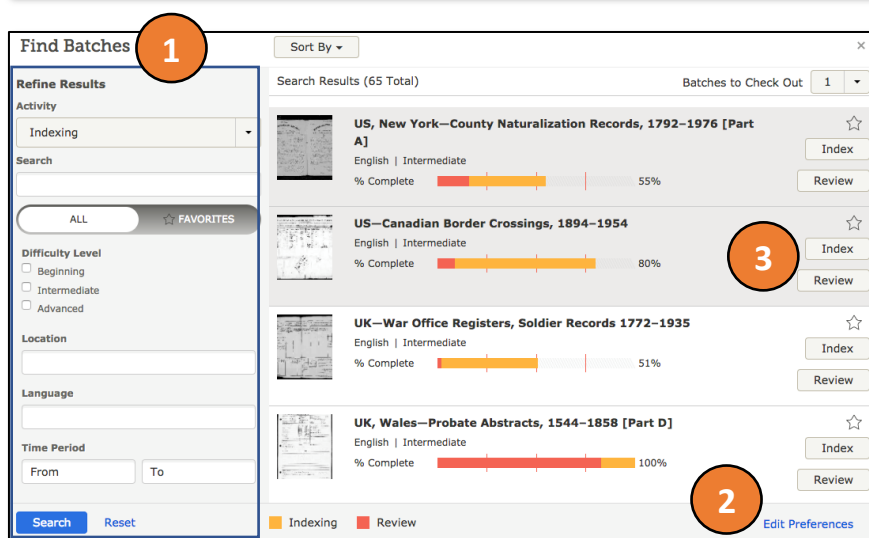 Find Batches
1
Sort By
×
Refine Results
Activity
Indexing
Search
ALL
FAVORITES
Difficulty Level
Beginning
Intermediate
Advanced
Location
Language
Time Period
From
To
Search
Reset
Search Results (65 Total)
Batches to Check Out
1
US, New York—County Naturalization Records, 1792–1976 [Part
A]
English | Intermediate
% Complete
55%
Index
Review
US—Canadian Border Crossings, 1894–1954
English | Intermediate
% Complete
80%
3
Index
Review
UK—War Office Registers, Soldier Records 1772–1935
English | Intermediate
% Complete
51%
Index
Review
UK, Wales—Probate Abstracts, 1544–1858 [Part D]
English | Intermediate
% Complete
100%
Index
Review
Indexing
Review
2
Edit Preferences